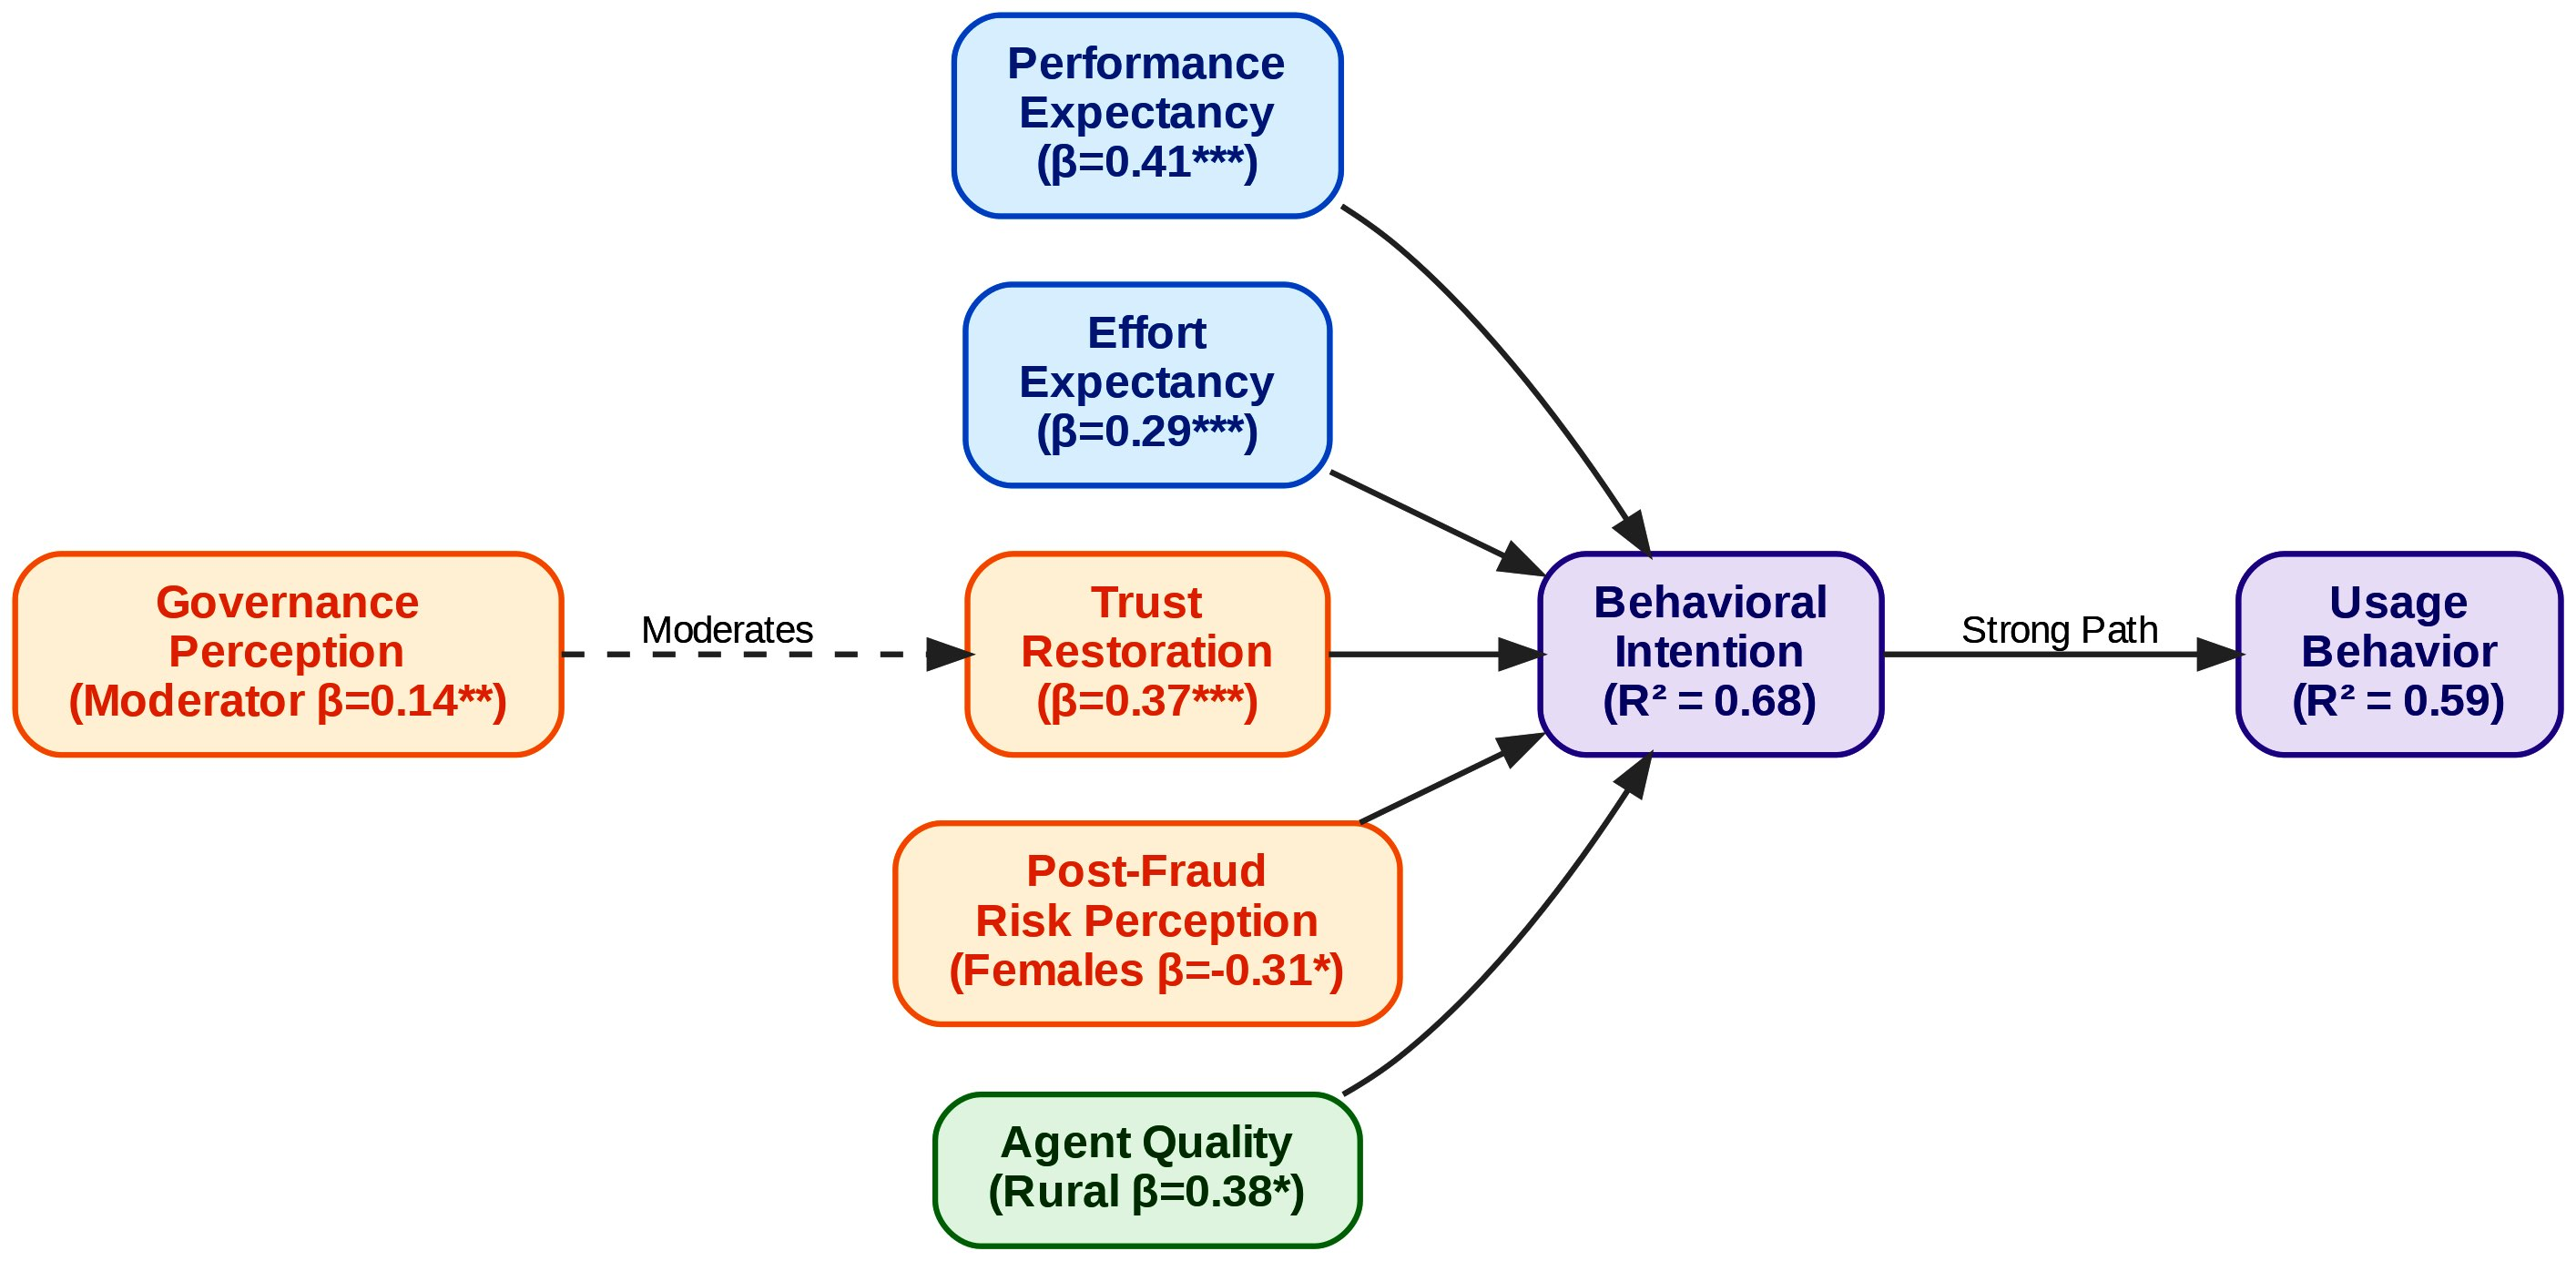 Performance
Expectancy
(β=0.41***)
Effort
Expectancy
(β=0.29***)
Governance
Perception
(Moderator β=0.14**)
Moderates
Trust
Restoration
(β=0.37***)
Behavioral
Intention
(R² = 0.68)
Strong Path
Usage
Behavior
(R² = 0.59)
Post-Fraud
Risk Perception
(Females β=-0.31*)
Agent Quality
(Rural β=0.38*)